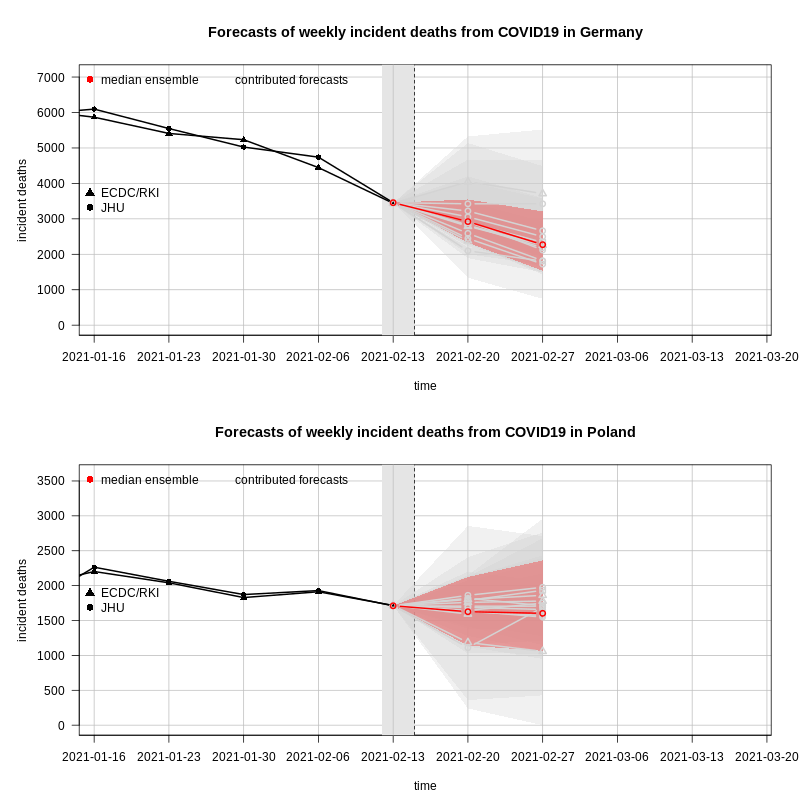 Forecasts of weekly incident deaths from COVID19 in Germany
7000
6000
5000
4000
3000
2000
1000
0
incident deaths
median ensemble contributed forecasts
ECDC/RKI
JHU
2021-01-16 2021-01-23 2021-01-30 2021-02-06 2021-02-13 2021-02-20 2021-02-27 2021-03-06 2021-03-13 2021-03-20
time
Forecasts of weekly incident deaths from COVID19 in Poland
3500
3000
2500
2000
1500
1000
500
0
incident deaths
median ensemble contributed forecasts
ECDC/RKI
JHU
2021-01-16 2021-01-23 2021-01-30 2021-02-06 2021-02-13 2021-02-20 2021-02-27 2021-03-06 2021-03-13 2021-03-20
time